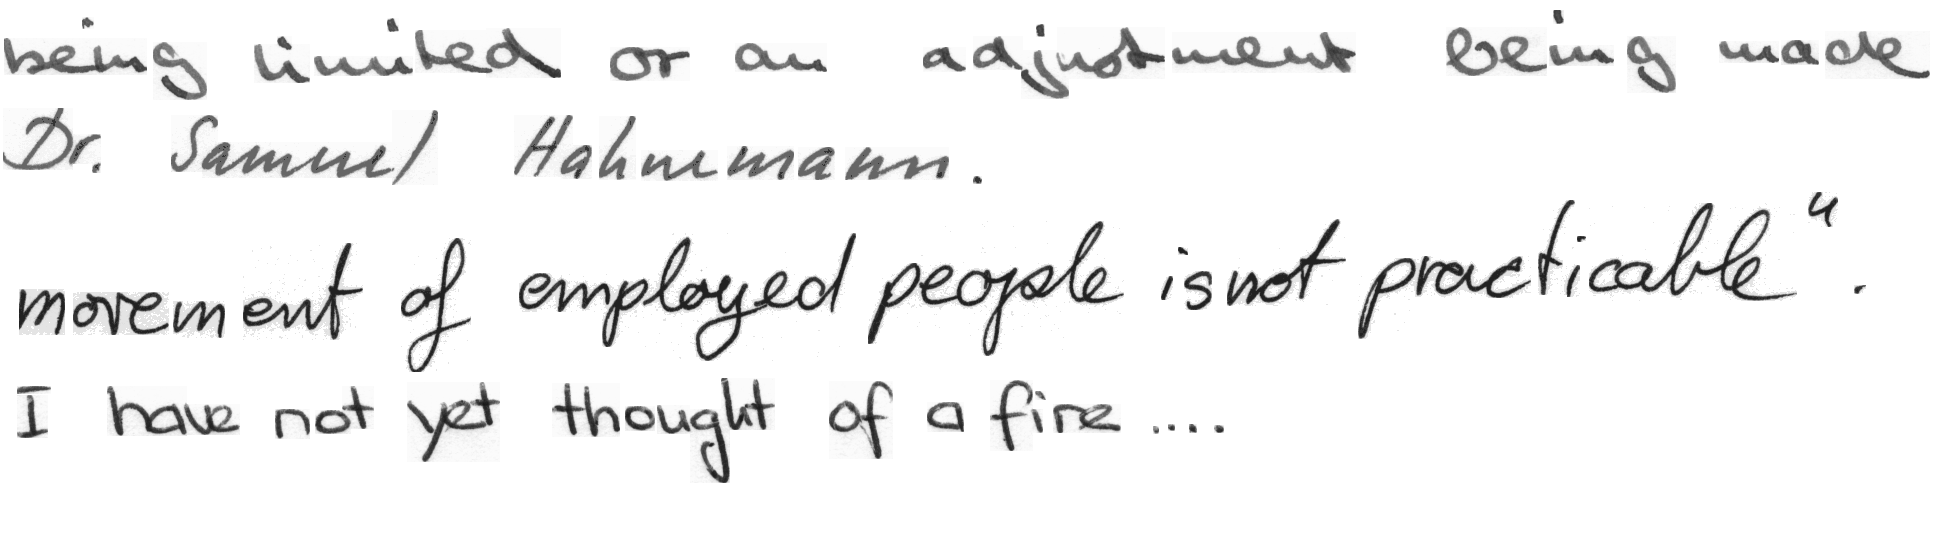 being limited or an adjustment being made
Dr. Samuel Hahnemann.
movement of employed people is not practicable".
I have not yet thought of a fire ....